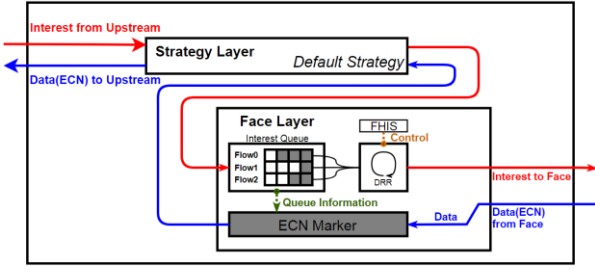 Interest from Upstream
Strategy Layer
Default Strategy
Data(ECN) to Upstream
Face Layer
Interest Queue
FHIS
Control
Flow0
Flow1
Flow2
DRR
Interest to Face
Queue Information
ECN Marker
Data
Data(ECN)
from Face